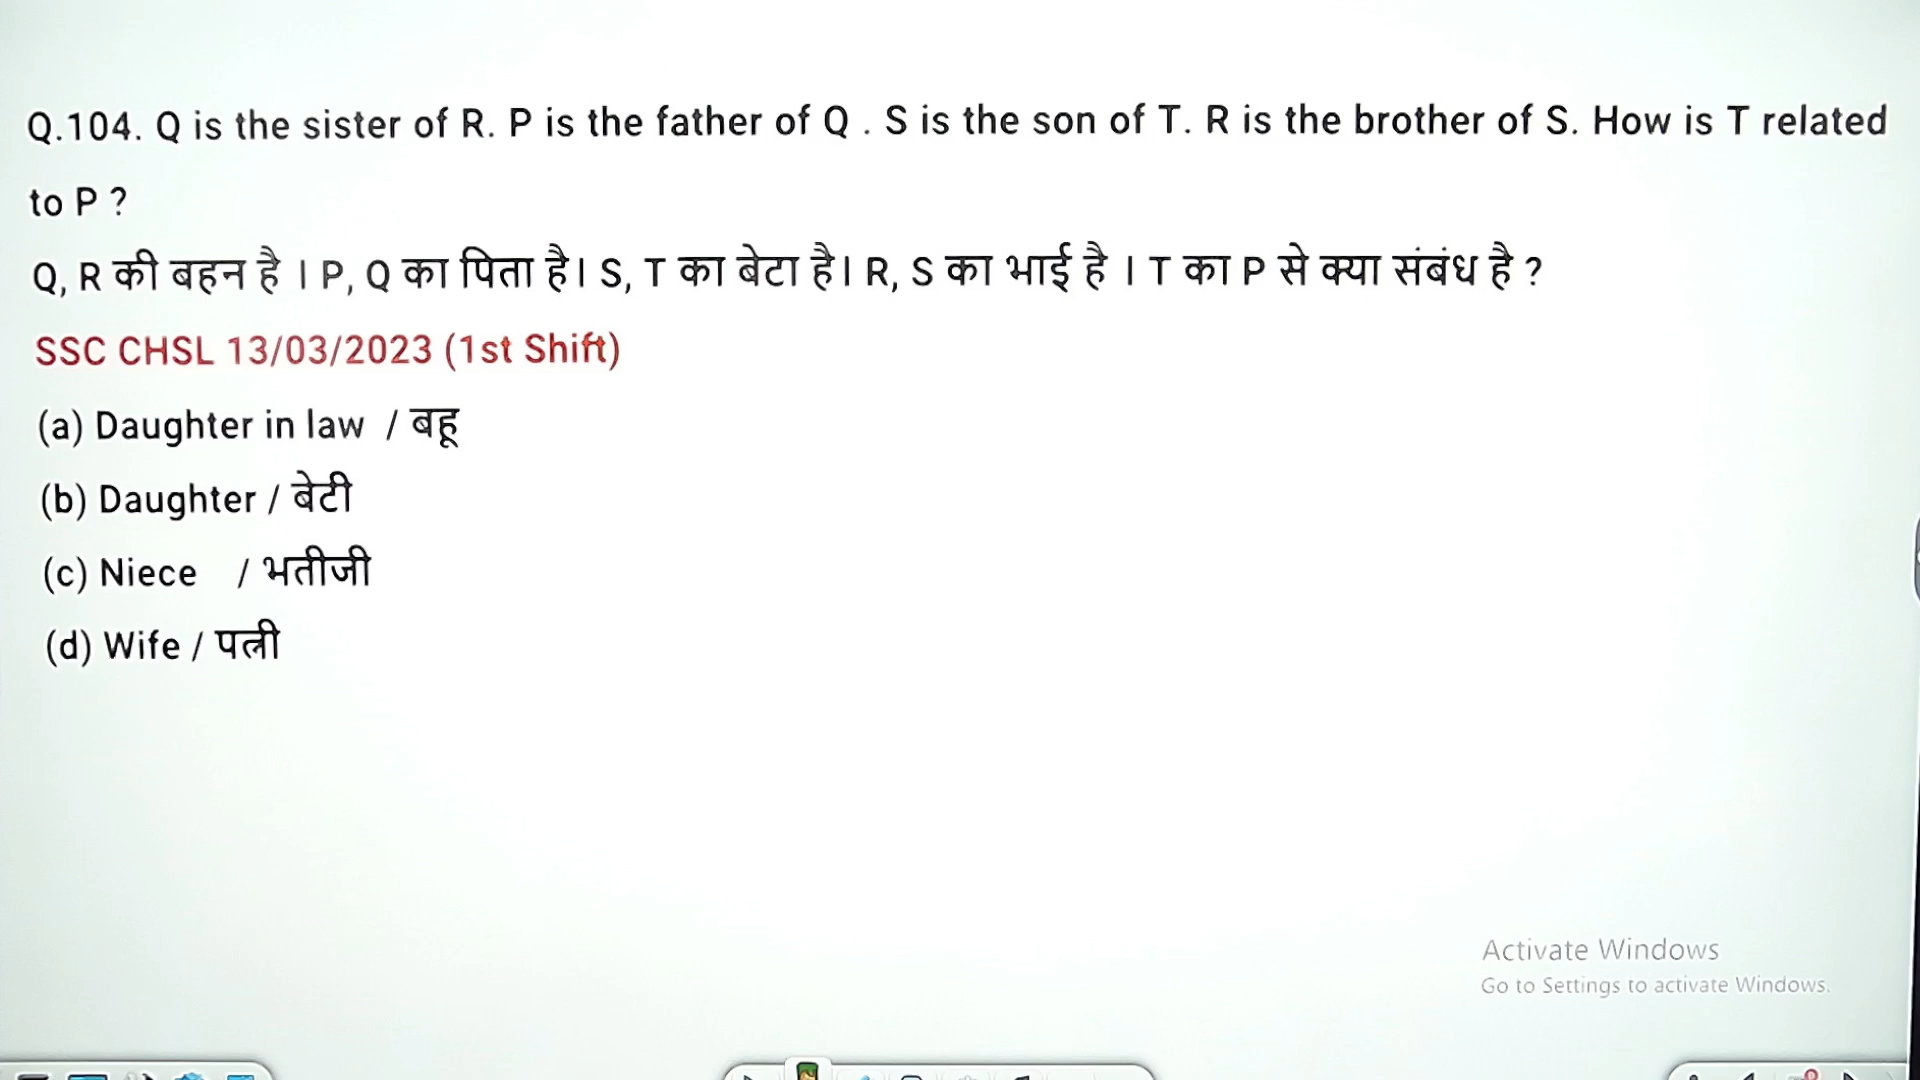 Q.104. Q is the sister of R. P is the father of Q . S is the son of T. R is the brother of S. How is T related
to P ?
Q, R की बहन है । P, Q का पिता है। S, T का बेटा है। R, S का भाई है । T का P से क्या संबंध है ?
SSC CHSL 13/03/2023 (1st Shift)
(a) Daughter in law / बहू
(b) Daughter / बेटी
(c) Niece / भतीजी
(d) Wife / पत्नी
Activate Windows
Go to Settings to activate Windows.